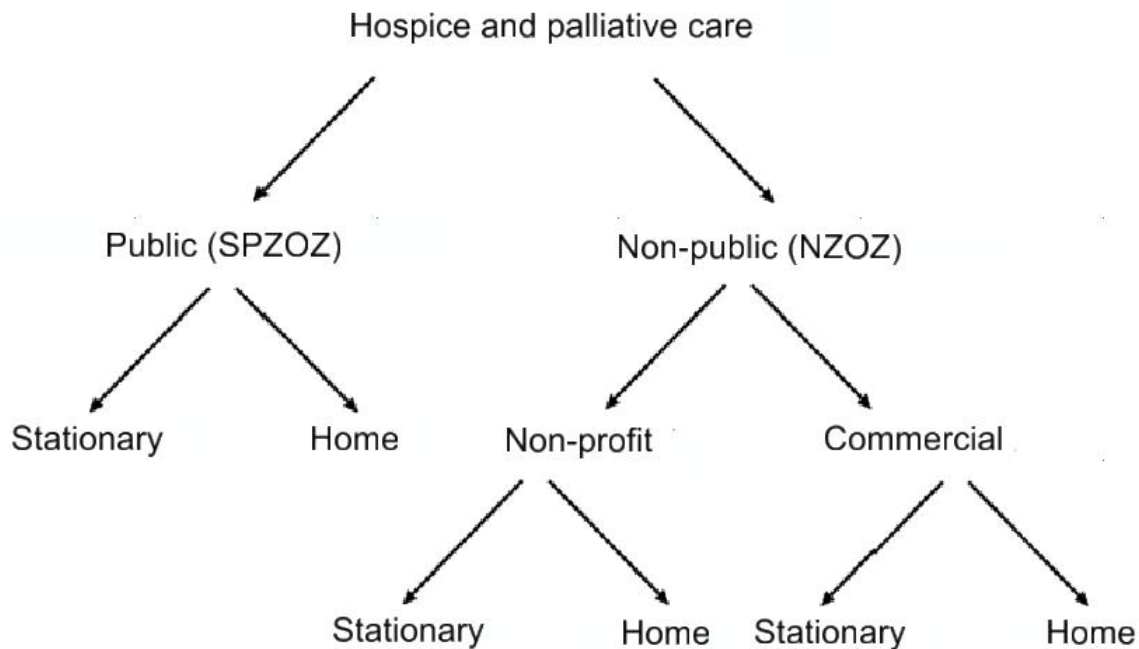 Hospice and palliative care
Public (SPZOZ)
Non-public (NZOZ)
Stationary
Home
Non-profit
Commercial
Stationary
Home
Stationary
Home